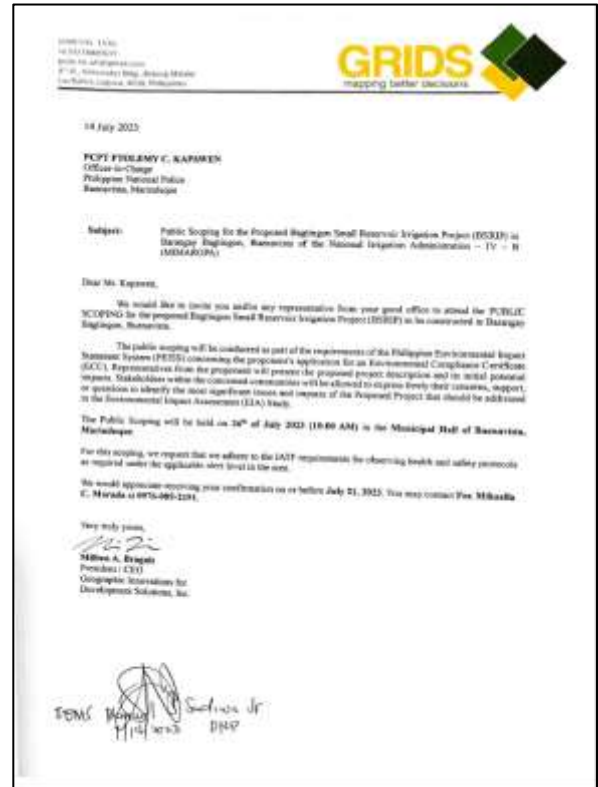 GRIDS
mapping better decisions
14 July 2023
PCPT PTOLEMY C. KAPAWEN
Officer-in-Charge
Philippine National Police
Buenavista, Marinduque
Subject: Public Scoping for the Proposed Bagtingon Small Reservoir Irrigation Project (BSRIP) in
Barangay Bagtingon, Buenavista of the National Irrigation Administration – IV – B
(MIMAROPA)
Dear Mr. Kapawen,
We would like to invite you and/or any representative from your good office to attend the PUBLIC
SCOPING for the proposed Bagtingon Small Reservoir Irrigation Project (BSRIP) to be constructed in Barangay
Bagtingon, Buenavista.
The public scoping will be conducted as part of the requirements of the Philippine Environmental Impact
Statement System (PEISS) concerning the proponent's application for an Environmental Compliance Certificate
(ECC). Representatives from the proponent will present the proposed project description and its initial potential
impacts. Stakeholders within the concerned communities will be allowed to express freely their concerns, support,
or questions to identify the most significant issues and impacts of the Proposed Project that should be addressed
in the Environmental Impact Assessment (EIA) Study.
The Public Scoping will be held on 26th of July 2023 (10:00 AM) in the Municipal Hall of Buenavista,
Marinduque.
For this scoping, we request that we adhere to the IATF requirements for observing health and safety protocols
as required under the applicable alert level in the area.
We would appreciate receiving your confirmation on or before July 21, 2023. You may contact For. Mikaella
C. Morada at
Very truly yours,
Milben A. Bragais
President / CEO
Geographic Innovations for
Development Solutions, Inc.
Jr
PNP